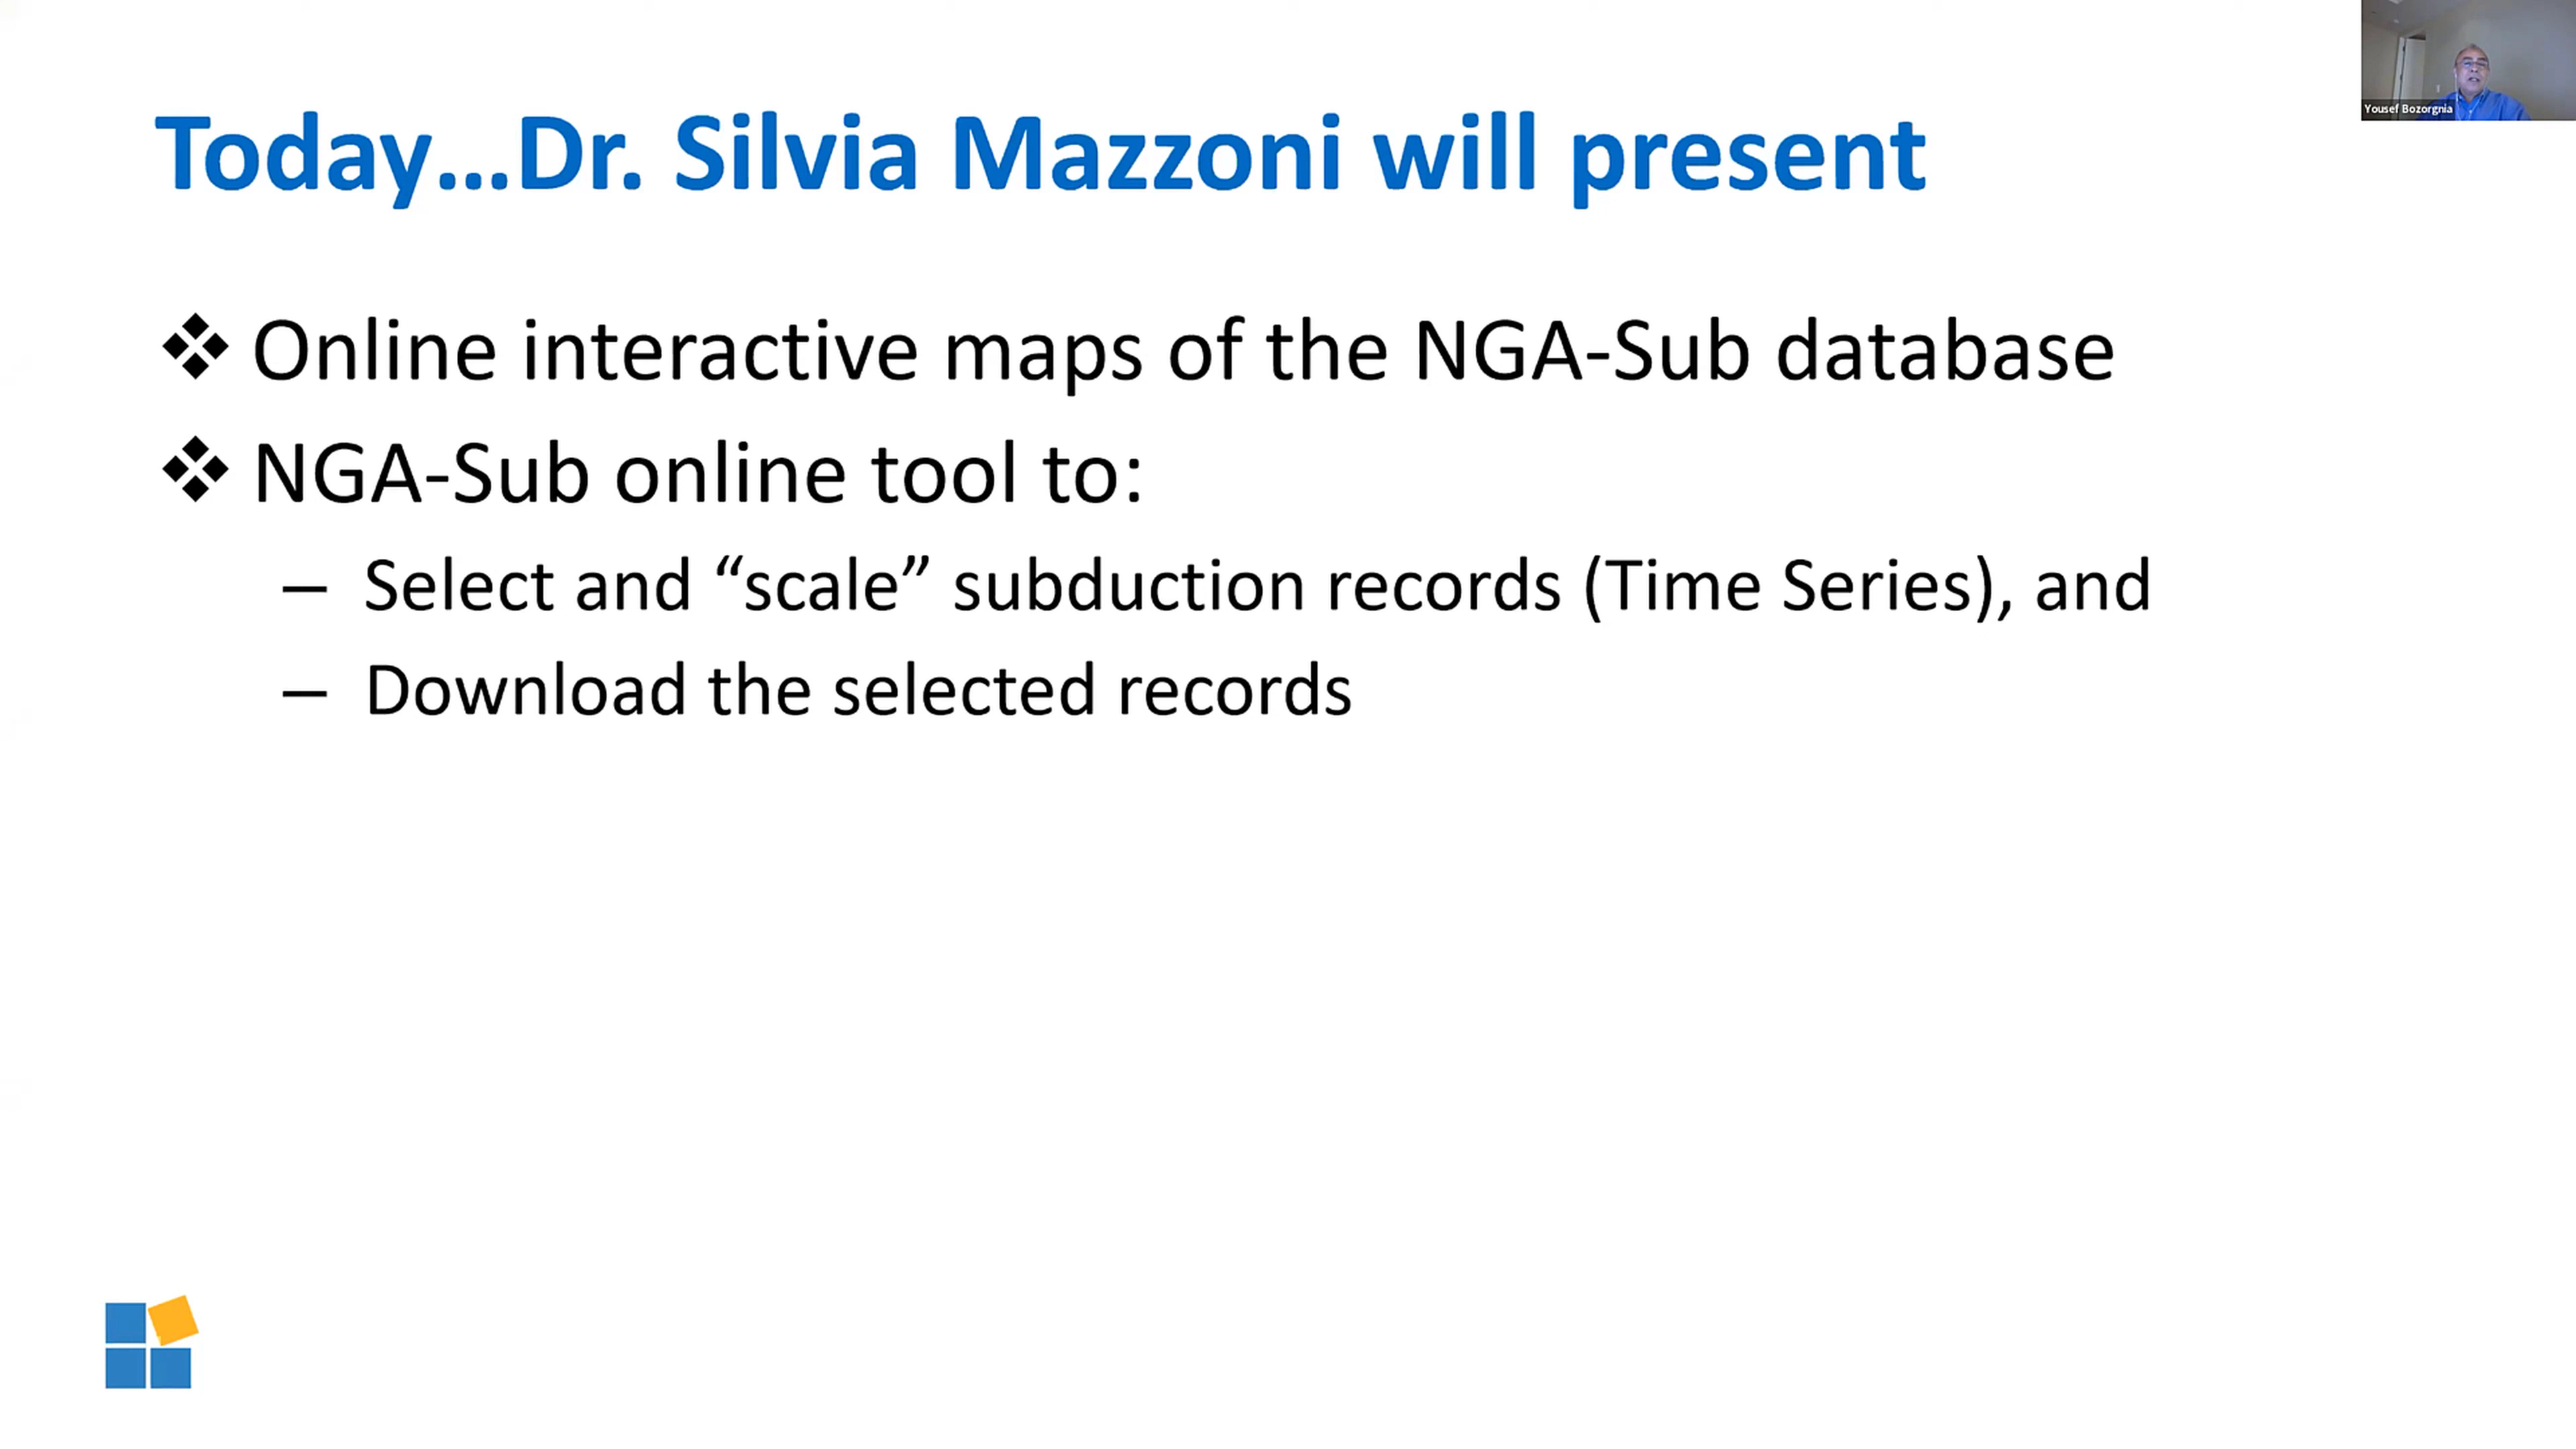 Today...Dr. Silvia Mazzoni will present
Yousef Bozorgnia
❖ Online interactive maps of the NGA-Sub database
❖ NGA-Sub online tool to:
– Select and “scale” subduction records (Time Series), and
– Download the selected records